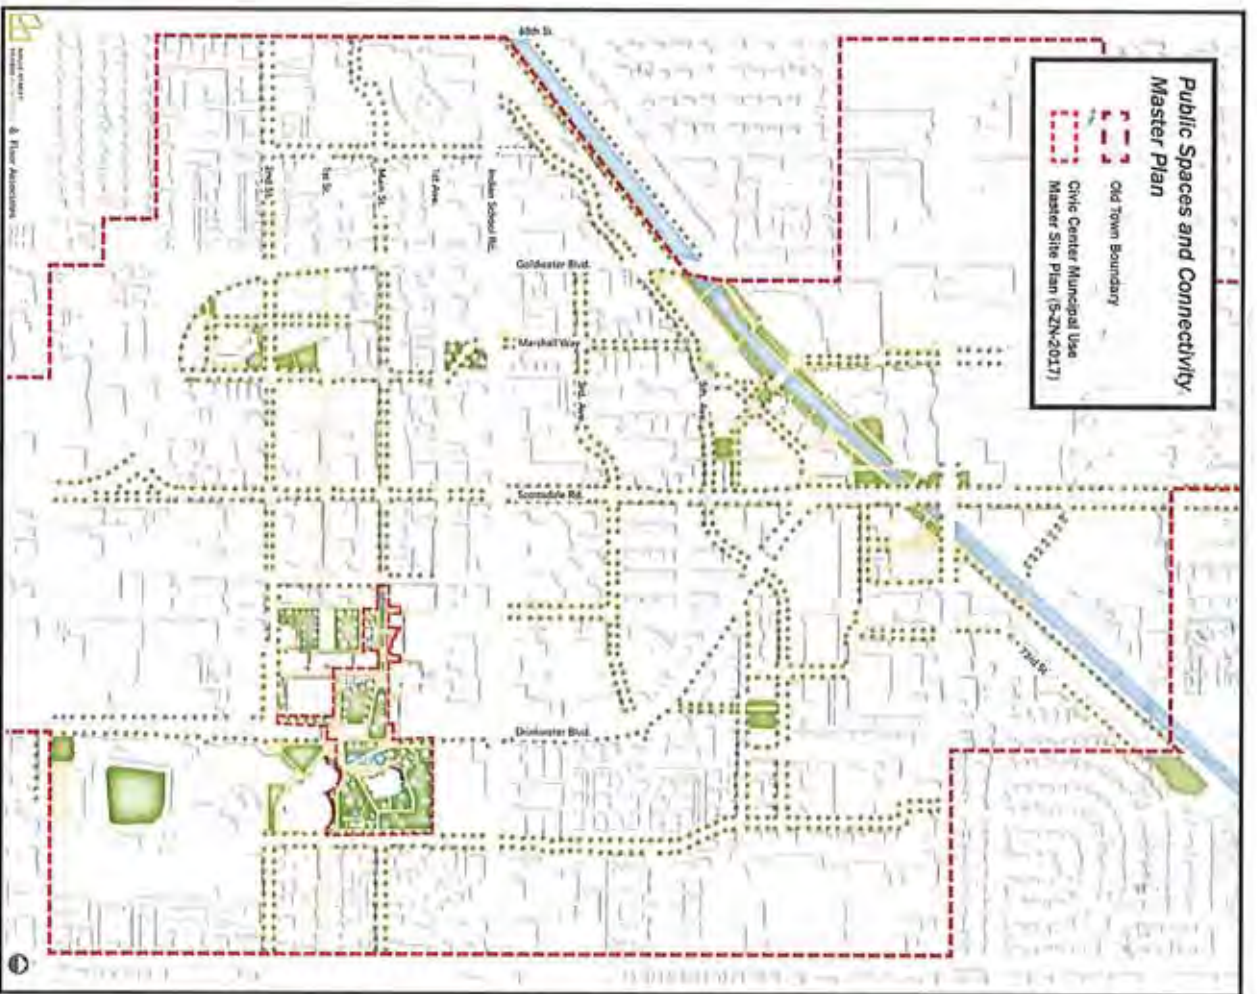 Public Spaces and Connectivity
Master Plan
Old Town Boundary
Civic Center Muncipal Use
Master Site Plan (5-ZN-2017)
68th St.
2nd St.
1st St.
Main St.
1st Ave.
Indian School Rd.
Goldwater Blvd.
Marshall Way
3rd. Ave.
5th. Ave.
Scottsdale Rd.
73rd St.
Drinkwater Blvd.
& Floor Associates